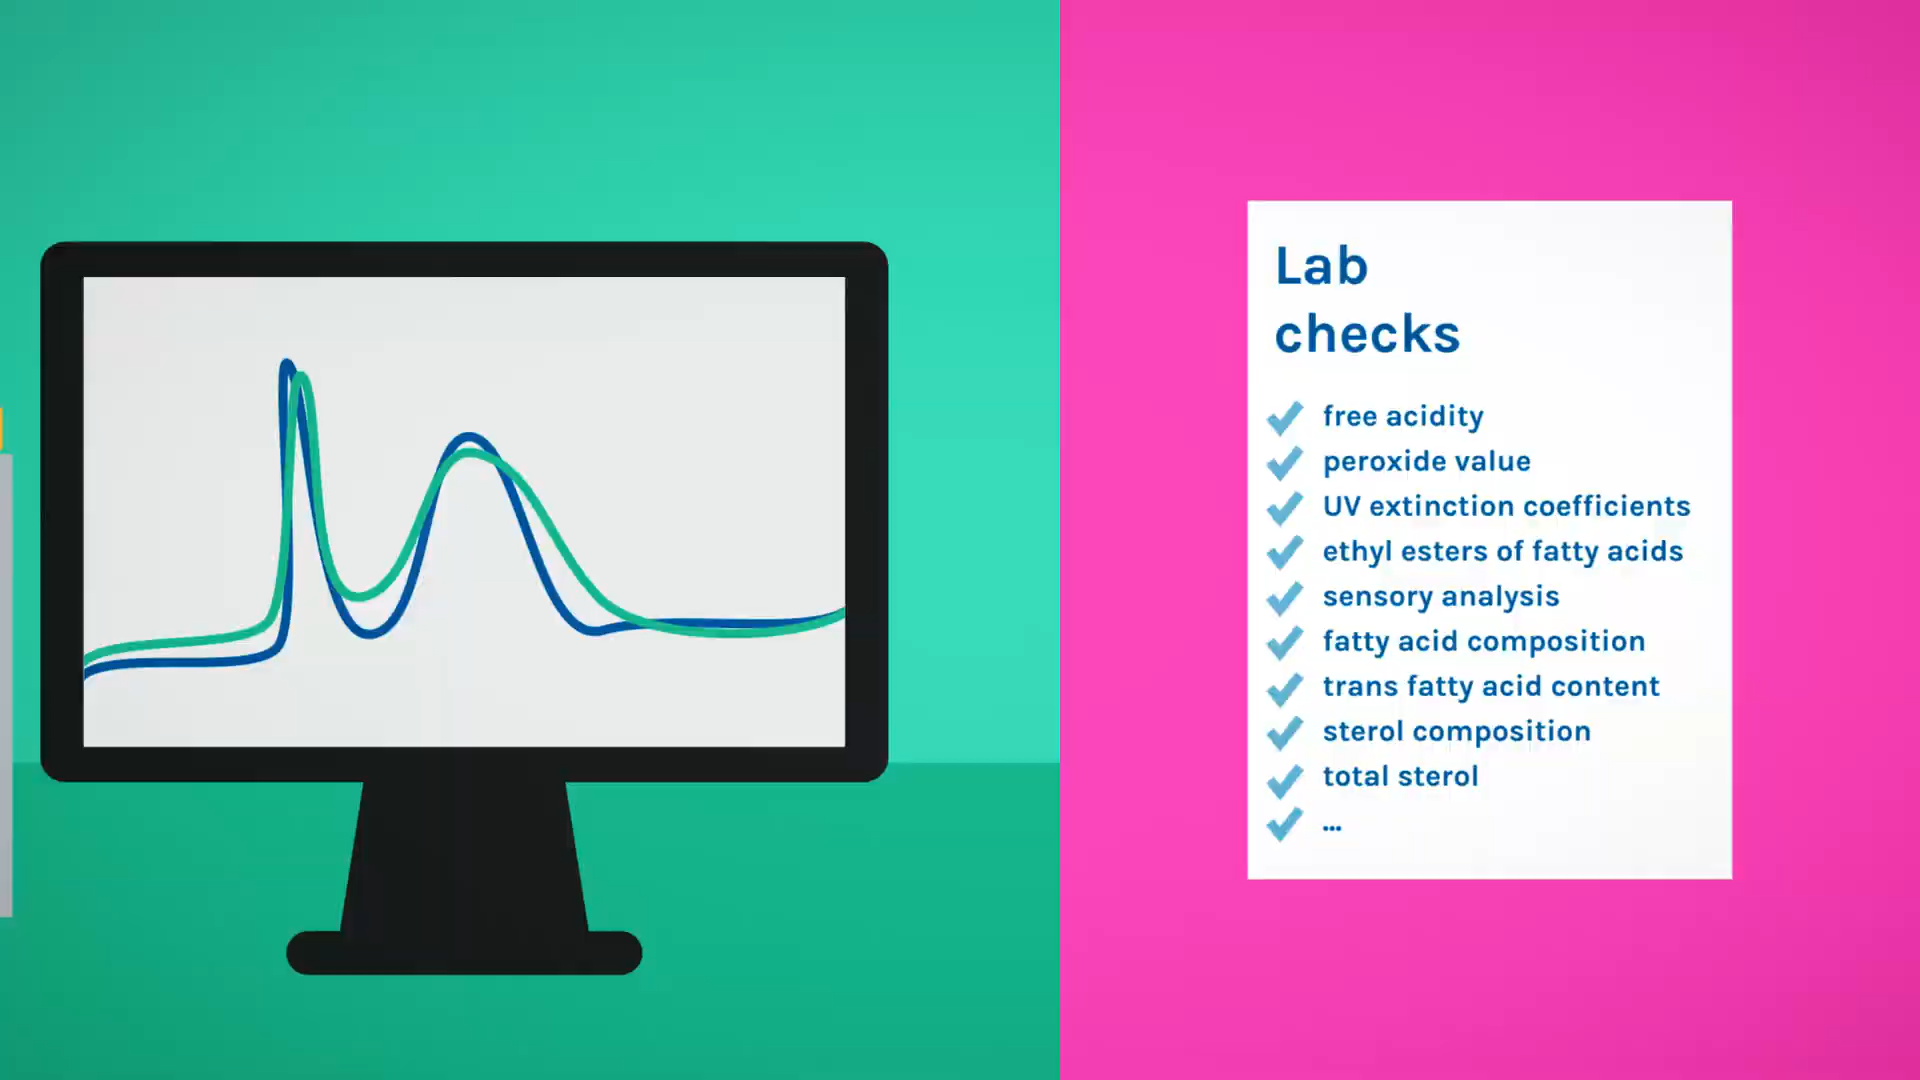 Lab
checks
free acidity
peroxide value
UV extinction coefficients
ethyl esters of fatty acids
sensory analysis
fatty acid composition
trans fatty acid content
sterol composition
total sterol
...